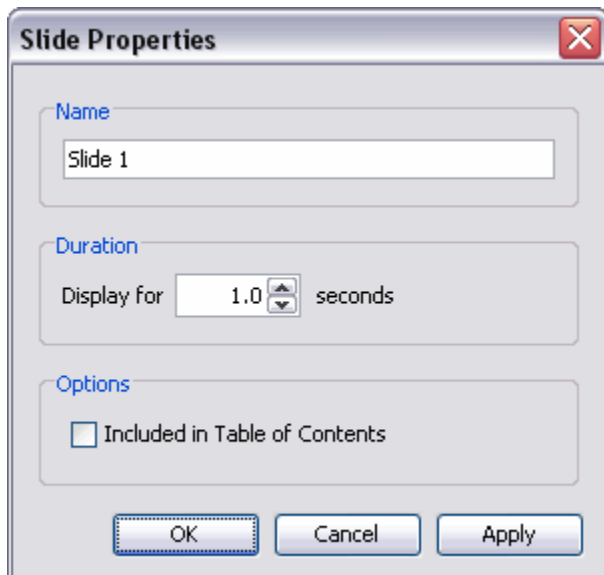 Slide Properties
Name
Slide 1
Duration
Display for 1.0 seconds
Options
Included in Table of Contents
OK Cancel Apply